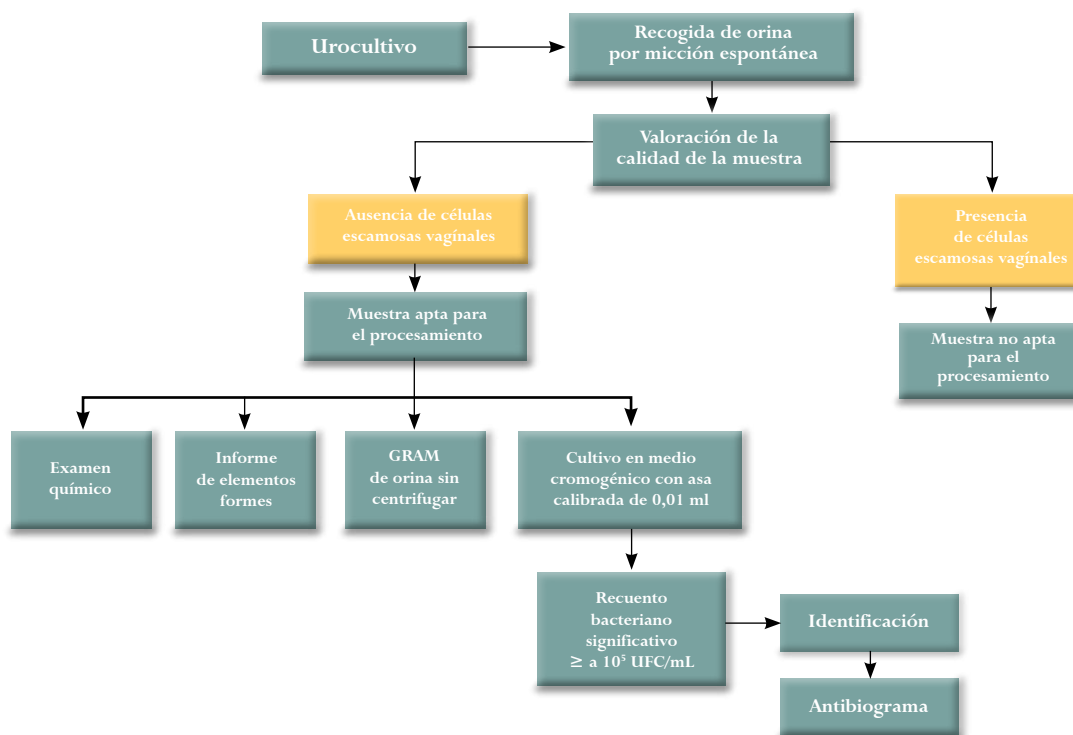 Urocultivo
Recogida de orina
por micción espontánea
Valoración de la
calidad de la muestra
Ausencia de células
escamosas vagínales
Presencia
de células
escamosas vagínales
Muestra apta para
el procesamiento
Muestra no apta
para el
procesamiento
Examen
químico
Informe
de elementos
formes
GRAM
de orina sin
centrifugar
Cultivo en medio
cromogénico con asa
calibrada de 0,01 ml
Recuento
bacteriano
significativo
≥ a 10⁵ UFC/mL
Identificación
Antibiograma